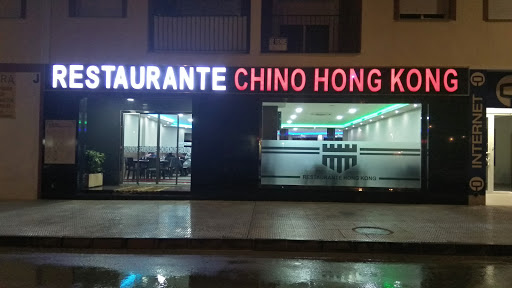 RESTAURANTE CHINO HONG KONG
RESTAURANTE HONG KONG
INTERNET